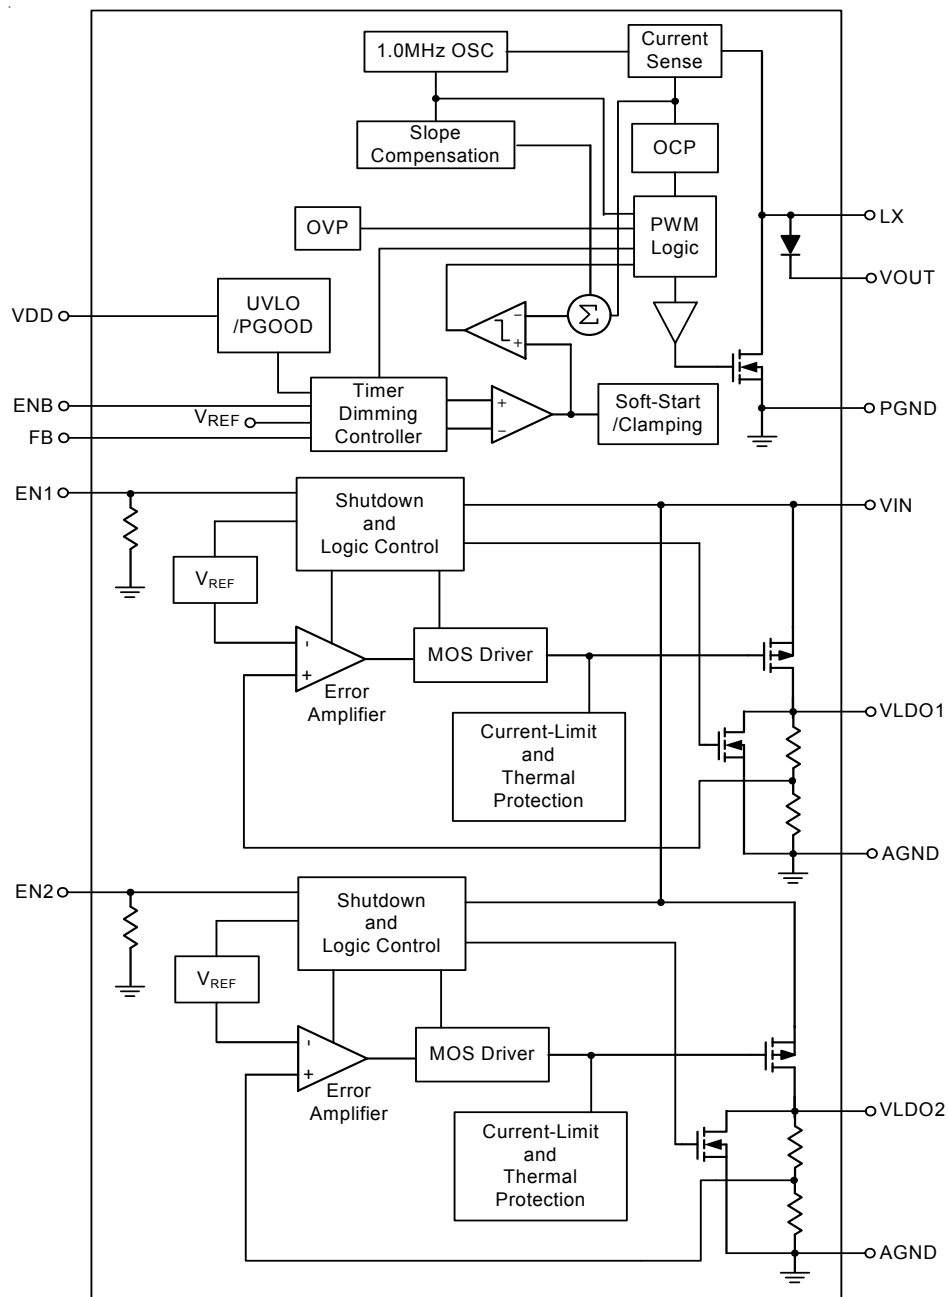 1.0MHz OSC
Current
Sense
Slope
Compensation
OCP
OVP
PWM
Logic
LX
VOUT
UVLO
/PGOOD
VDD
Σ
−
+
Timer
Dimming
Controller
ENB
VREF
FB
+
−
Soft-Start
/Clamping
PGND
EN1
Shutdown
and
Logic Control
VIN
VREF
-
+
Error
Amplifier
MOS Driver
Current-Limit
and
Thermal
Protection
VLDO1
AGND
EN2
Shutdown
and
Logic Control
VREF
-
+
Error
Amplifier
MOS Driver
Current-Limit
and
Thermal
Protection
VLDO2
AGND